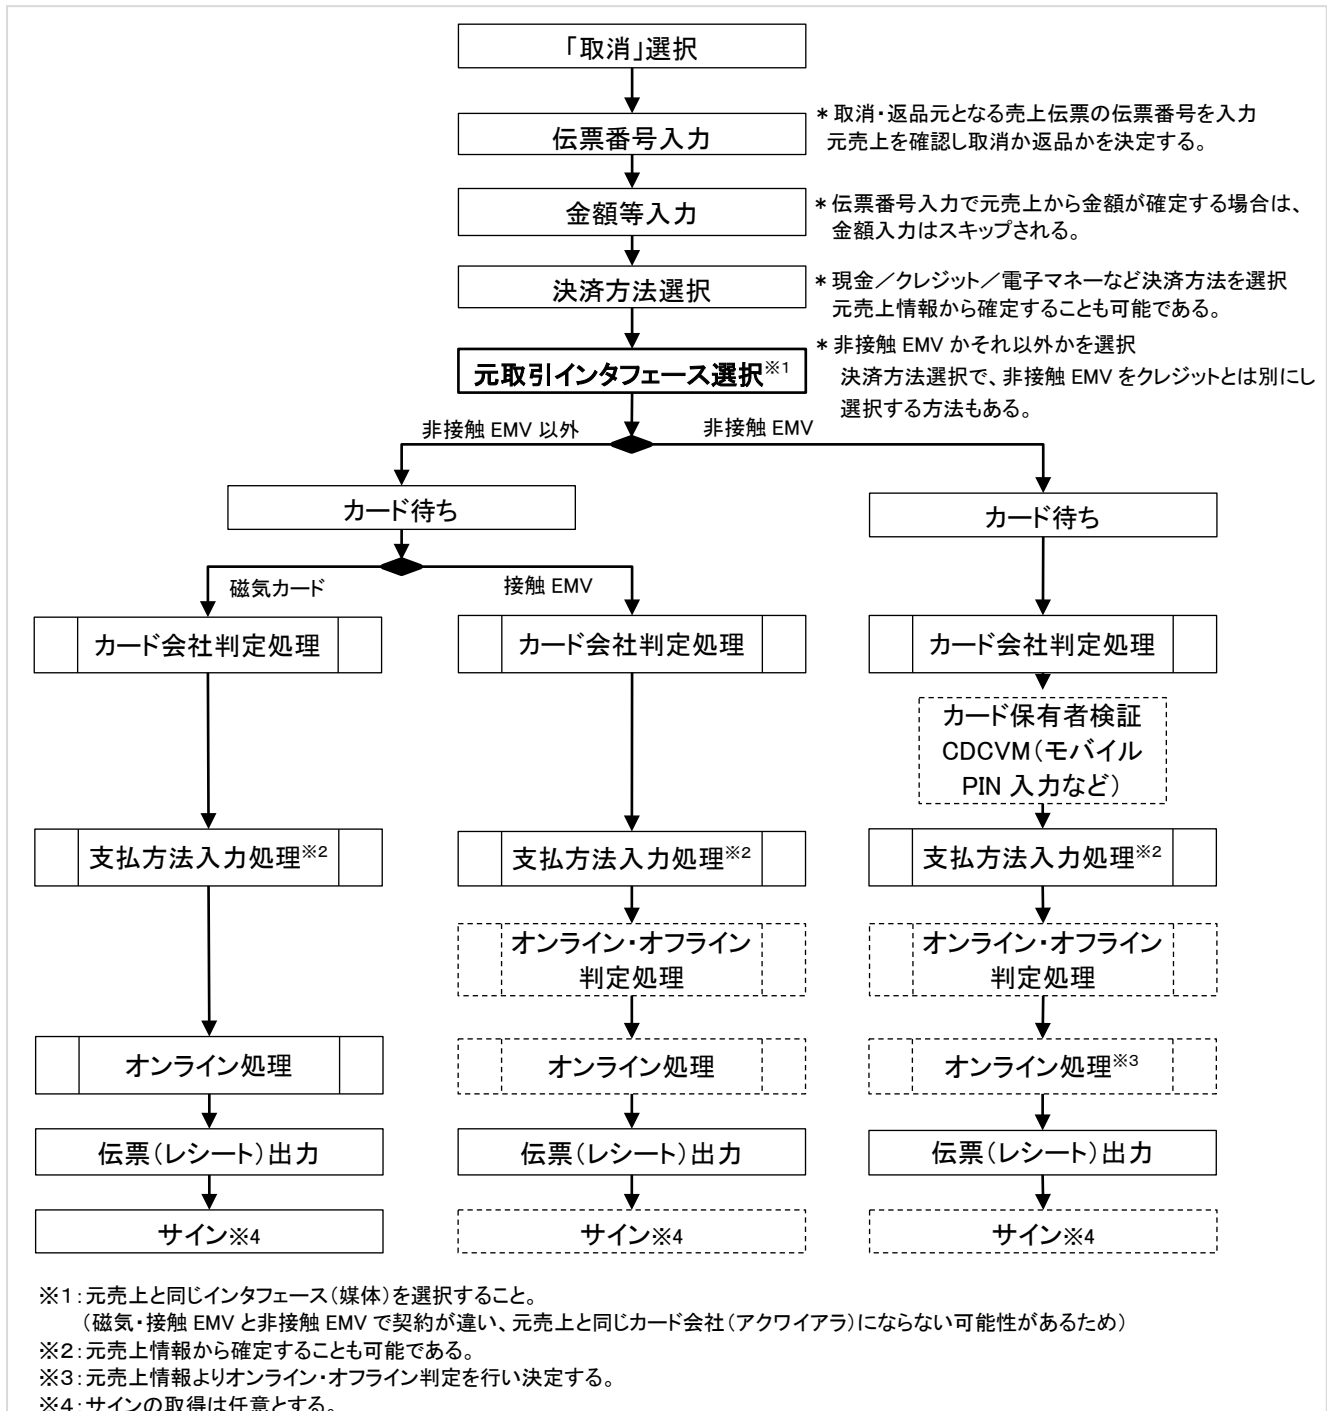 「取消」選択
伝票番号入力
＊取消・返品元となる売上伝票の伝票番号を入力
元売上を確認し取消か返品かを決定する。
金額等入力
＊伝票番号入力で元売上から金額が確定する場合は、
金額入力はスキップされる。
決済方法選択
＊現金／クレジット／電子マネーなど決済方法を選択
元売上情報から確定することも可能である。
元取引インタフェース選択※1
＊非接触 EMV かそれ以外かを選択
決済方法選択で、非接触 EMV をクレジットとは別にし
選択する方法もある。
非接触 EMV 以外
非接触 EMV
カード待ち
カード待ち
磁気カード
接触 EMV
カード会社判定処理
カード会社判定処理
カード会社判定処理
カード保有者検証
CDCVM（モバイル
PIN 入力など）
支払方法入力処理※2
支払方法入力処理※2
支払方法入力処理※2
オンライン・オフライン
判定処理
オンライン・オフライン
判定処理
オンライン処理
オンライン処理
オンライン処理※3
伝票（レシート）出力
伝票（レシート）出力
伝票（レシート）出力
サイン※4
サイン※4
サイン※4
※1：元売上と同じインタフェース（媒体）を選択すること。
（磁気・接触 EMV と非接触 EMV で契約が違い、元売上と同じカード会社（アクワイアラ）にならない可能性があるため）
※2：元売上情報から確定することも可能である。
※3：元売上情報よりオンライン・オフライン判定を行い決定する。
※4：サインの取得は任意とする。